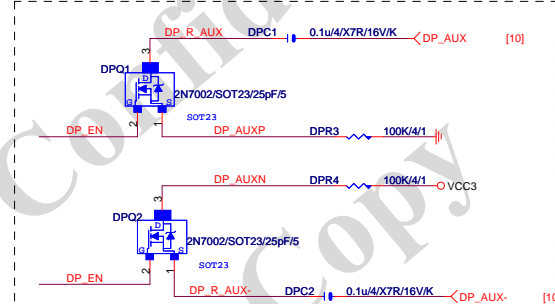 DP_R_AUX DPC1 0.1u/4/X7R/16V/K DP_AUX [10]
3
DPQ1
D
2N7002/SOT23/25pF/5
G S
SOT23
2 1
DP_EN DP_AUXP DPR3 100K/4/1
DP_AUXN DPR4 100K/4/1 VCC3
3
DPQ2
D
2N7002/SOT23/25pF/5
G S
SOT23
2 1
DP_EN
DP_R_AUX- DPC2 0.1u/4/X7R/16V/K DP_AUX- [10
Copy